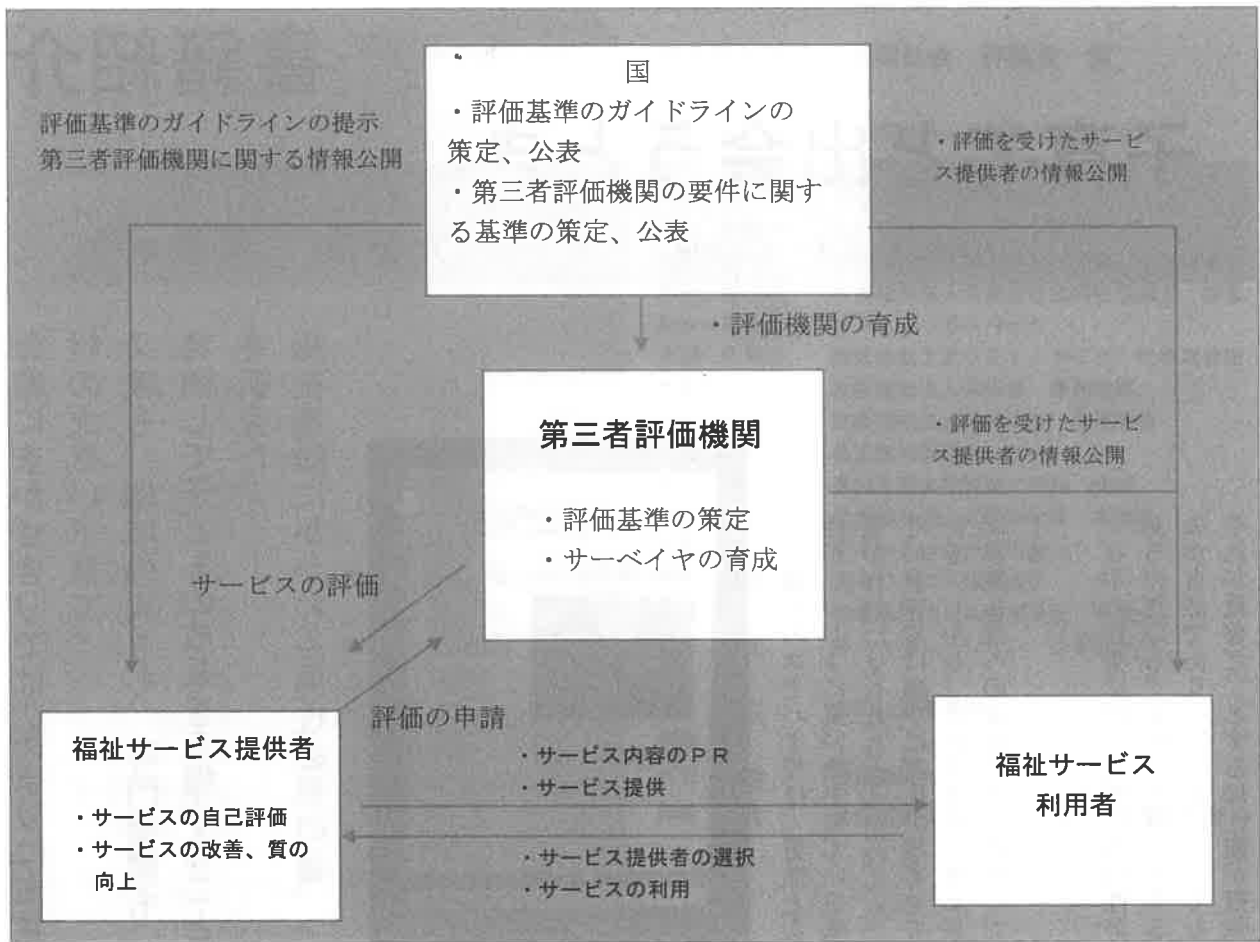 国
・評価基準のガイドラインの
策定、公表
・第三者評価機関の要件に関す
る基準の策定、公表
評価基準のガイドラインの提示
第三者評価機関に関する情報公開
・評価を受けたサービ
ス提供者の情報公開
・評価機関の育成
第三者評価機関
・評価基準の策定
・サーベイヤの育成
・評価を受けたサービ
ス提供者の情報公開
サービスの評価
評価の申請
福祉サービス提供者
・サービスの自己評価
・サービスの改善、質の
向上
・サービス内容のPR
・サービス提供
・サービス提供者の選択
・サービスの利用
福祉サービス
利用者